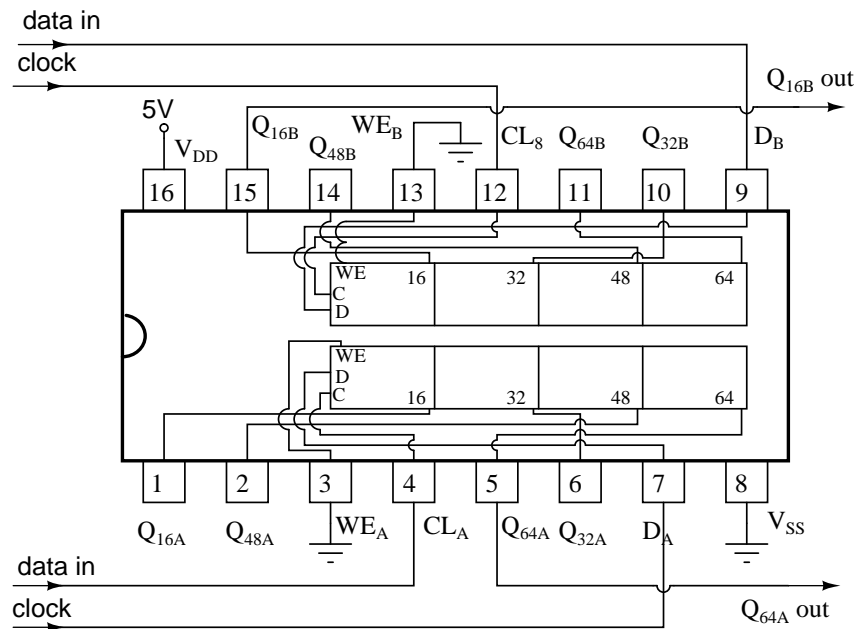 data in
clock
Q16B out
5V
VDD
Q16B
Q48B
WEB
CL8
Q64B
Q32B
DB
16 15 14 13 12 11 10 9
WE 16 32 48 64
C
D
WE
D
C 16 32 48 64
1 2 3 4 5 6 7 8
Q16A Q48A WEA CLA Q64A Q32A DA VSS
data in
clock
Q64A out